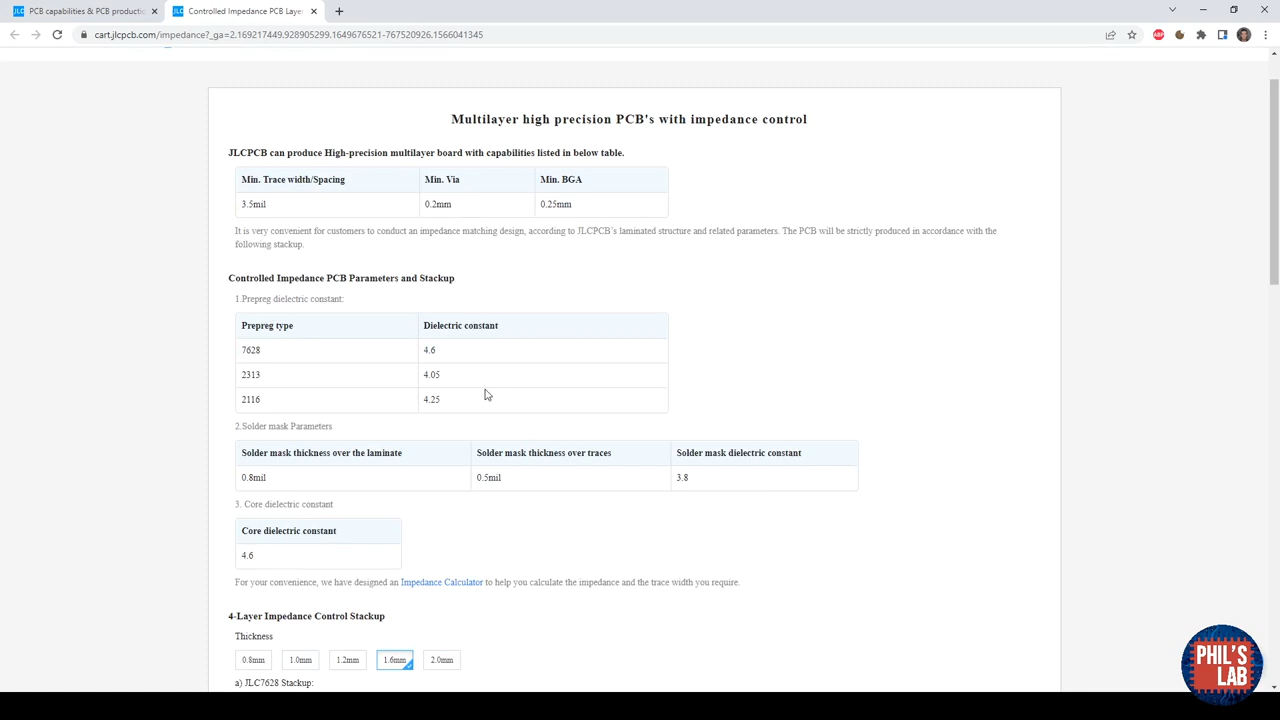 PCB capabilities & PCB productio
Controlled Impedance PCB Laye
cart.jlcpcb.com/impedance?_ga=2.169217449.928905299.1649676521-767520926.1566041345
Multilayer high precision PCB's with impedance control
JLCPCB can produce High-precision multilayer board with capabilities listed in below table.
Min. Trace width/Spacing Min. Via Min. BGA
3.5mil 0.2mm 0.25mm
It is very convenient for customers to conduct an impedance matching design, according to JLCPCB's laminated structure and related parameters. The PCB will be strictly produced in accordance with the
following stackup.
Controlled Impedance PCB Parameters and Stackup
1.Prepreg dielectric constant:
Prepreg type Dielectric constant
7628 4.6
2313 4.05
2116 4.25
2.Solder mask Parameters
Solder mask thickness over the laminate Solder mask thickness over traces Solder mask dielectric constant
0.8mil 0.5mil 3.8
3. Core dielectric constant
Core dielectric constant
4.6
For your convenience, we have designed an Impedance Calculator to help you calculate the impedance and the trace width you require.
4-Layer Impedance Control Stackup
Thickness
0.8mm 1.0mm 1.2mm 1.6mm 2.0mm
a) JLC7628 Stackup:
PHIL'S
LAB